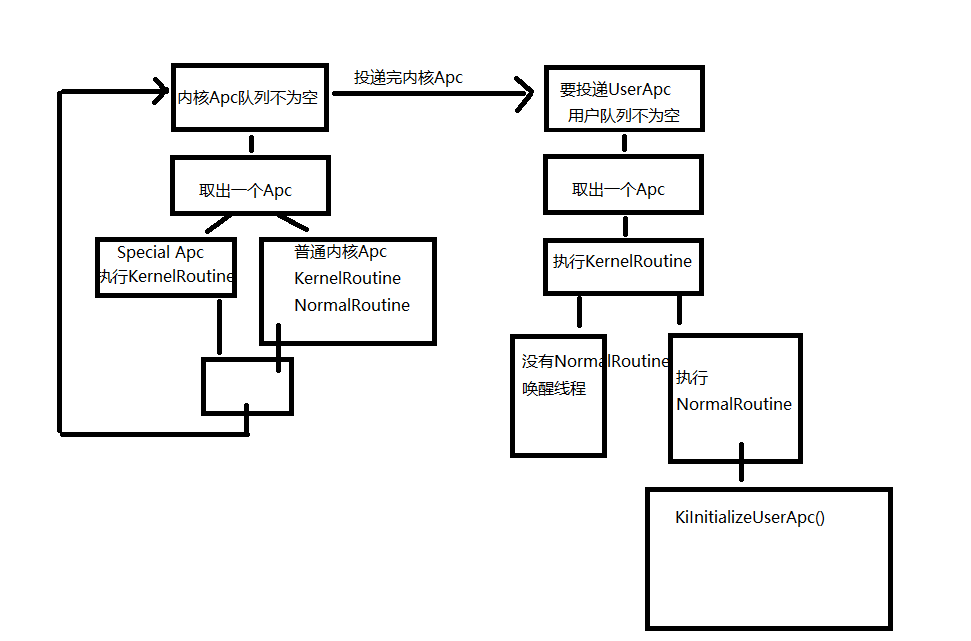 投递完内核Apc
内核Apc队列不为空
取出一个Apc
Special Apc
执行KernelRoutine
普通内核Apc
KernelRoutine
NormalRoutine
要投递UserApc
用户队列不为空
取出一个Apc
执行KernelRoutine
没有NormalRoutine
唤醒线程
执行
NormalRoutine
KiInitializeUserApc()